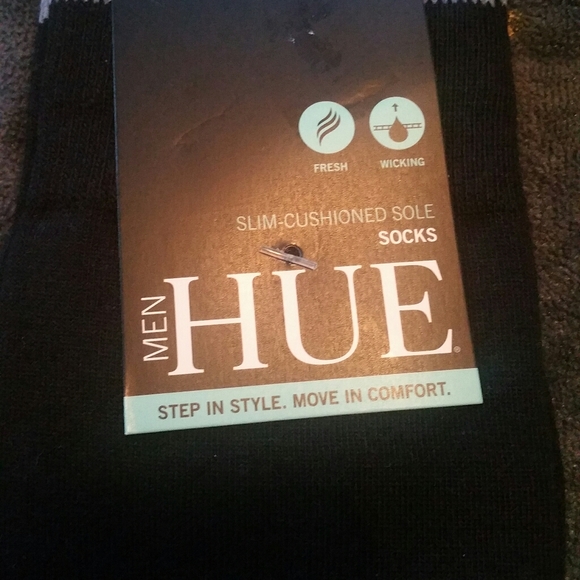 FRESH
WICKING
SLIM-CUSHIONED SOLE
SOCKS
MEN
HUE®
STEP IN STYLE. MOVE IN COMFORT.